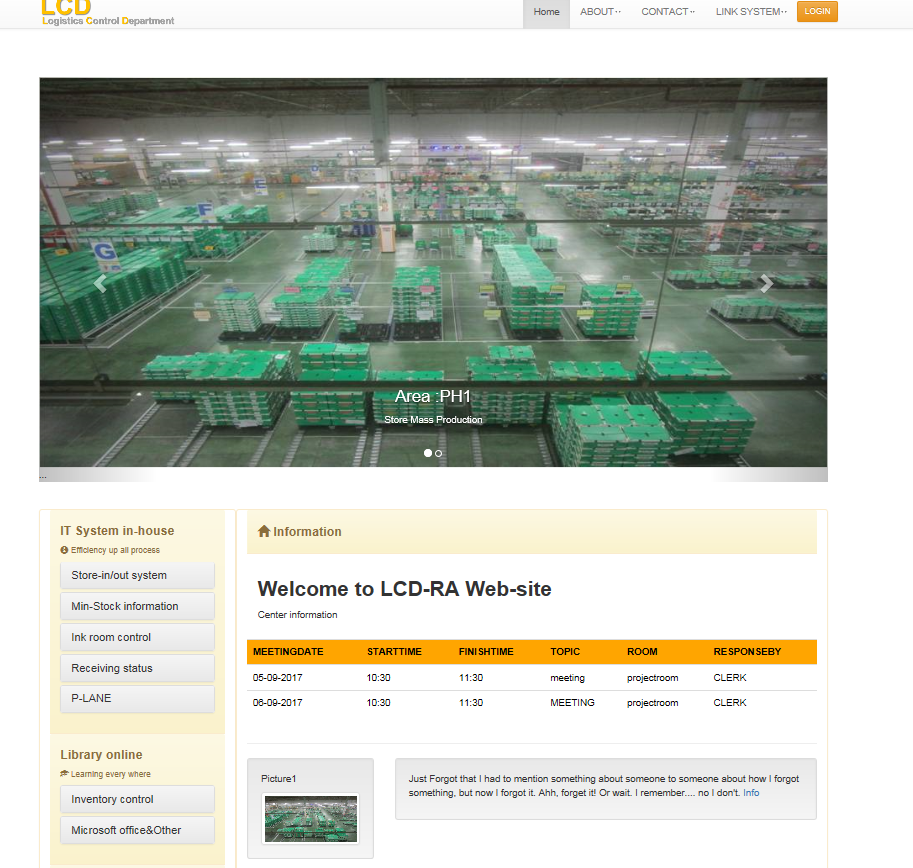 LCD
Logistics Control Department
Home ABOUT·· CONTACT·· LINK SYSTEM·· LOGIN
E
F
G
Area :PH1
Store Mass Production
...
IT System in-house
Efficiency up all process
Store-in/out system
Min-Stock information
Ink room control
Receiving status
P-LANE
Library online
Learning every where
Inventory control
Microsoft office&Other
Information
Welcome to LCD-RA Web-site
Center information
MEETINGDATE STARTTIME FINISHTIME TOPIC ROOM RESPONSEBY
05-09-2017 10:30 11:30 meeting projectroom CLERK
06-09-2017 10:30 11:30 MEETING projectroom CLERK
Picture1
Just Forgot that I had to mention something about someone to someone about how I forgot
something, but now I forgot it. Ahh, forget it! Or wait. I remember.... no I don't. Info